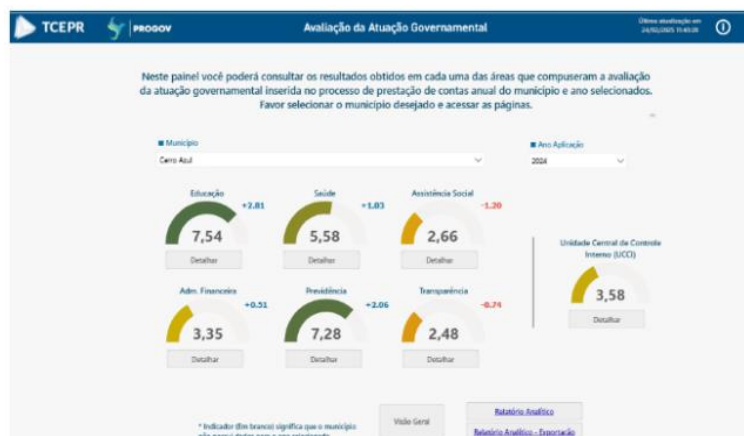 TCEPR PROGOV Avaliação da Atuação Governamental
Última atualização em
24/02/2025 11:40:20
Neste painel você poderá consultar os resultados obtidos em cada uma das áreas que compuseram a avaliação
da atuação governamental inserida no processo de prestação de contas anual do município e ano selecionados.
Favor selecionar o município desejado e acessar as páginas.
Município
Cerro Azul
Ano Aplicação
2024
Educação
+2.81
7,54
Detalhar
Saúde
+1.03
5,58
Detalhar
Assistência Social
-1.20
2,66
Detalhar
Unidade Central de Controle
Interno (UCCI)
3,58
Detalhar
Adm. Financeira
+0.51
3,35
Detalhar
Previdência
+2.06
7,28
Detalhar
Transparência
-0.74
2,48
Detalhar
* Indicador (Em branco) significa que o município
não possui dados para o ano selecionado
Visão Geral
Relatório Analítico
Relatório Analítico - Exportação